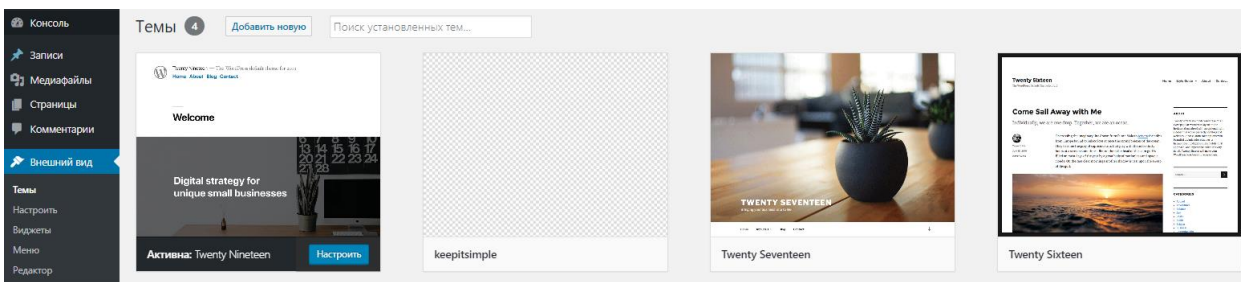 Консоль
Записи
Медиафайлы
Страницы
Комментарии
Внешний вид
Темы
Настроить
Виджеты
Меню
Редактор
Темы 4 Добавить новую Поиск установленных тем...
Home About Blog Contact
Welcome
Digital strategy for
unique small businesses
Активна: Twenty Nineteen Настроить
keepitsimple
TWENTY SEVENTEEN
Twenty Seventeen
Twenty Sixteen
Come Sail Away with Me
Twenty Sixteen